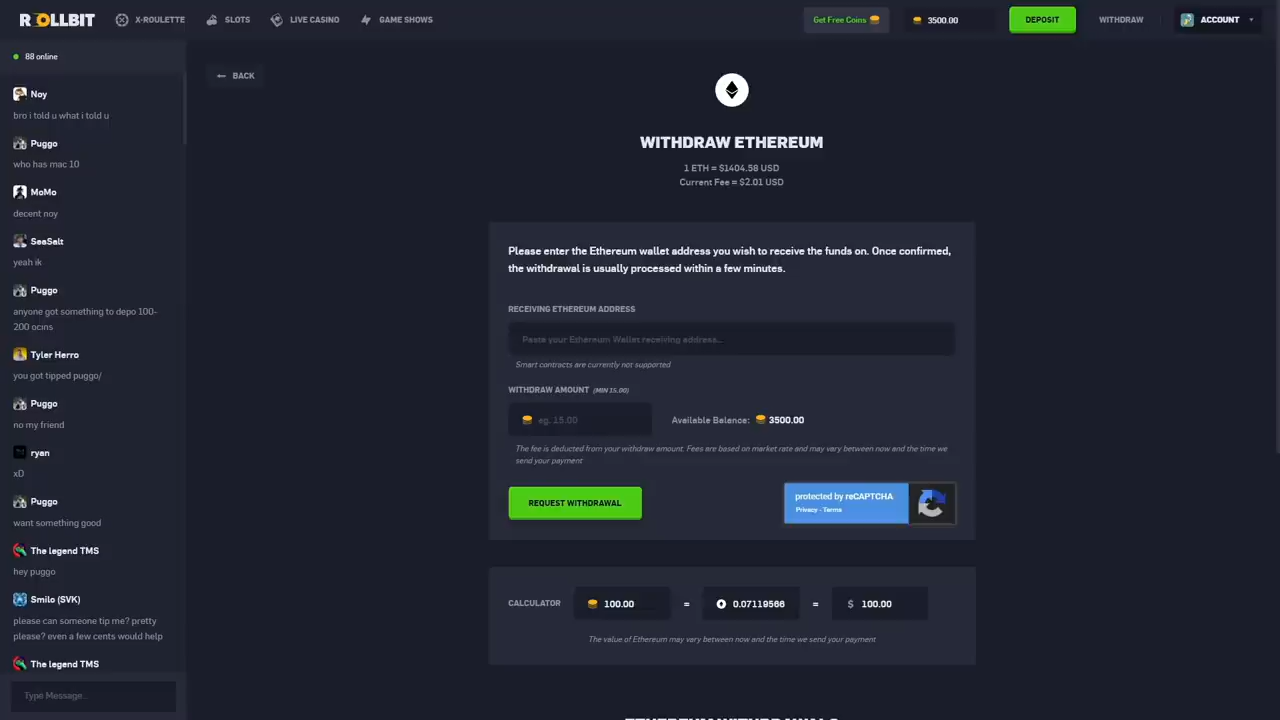 ROLLBIT
X-ROULETTE
SLOTS
LIVE CASINO
GAME SHOWS
Get Free Coins
3500.00
DEPOSIT
WITHDRAW
ACCOUNT
88 online
Noy
bro i told u what i told u
Puggo
who has mac 10
MoMo
decent noy
SeaSalt
yeah ik
Puggo
anyone got something to depo 100-
200 ocins
Tyler Herro
you got tipped puggo/
Puggo
no my friend
ryan
xD
Puggo
want something good
The legend TMS
hey puggo
Smilo (SVK)
please can someone tip me? pretty
please? even a few cents would help
The legend TMS
Type Message...
← BACK
WITHDRAW ETHEREUM
1 ETH = $1404.58 USD
Current Fee = $2.01 USD
Please enter the Ethereum wallet address you wish to receive the funds on. Once confirmed,
the withdrawal is usually processed within a few minutes.
RECEIVING ETHEREUM ADDRESS
Paste your Ethereum Wallet receiving address...
Smart contracts are currently not supported
WITHDRAW AMOUNT (MIN 15.00)
eg. 15.00
Available Balance: 3500.00
The fee is deducted from your withdraw amount. Fees are based on market rate and may vary between now and the time we
send your payment
REQUEST WITHDRAWAL
protected by reCAPTCHA
Privacy - Terms
CALCULATOR
100.00
=
0.07119566
=
$ 100.00
The value of Ethereum may vary between now and the time we send your payment
ETHEREUM WITHDRAWALS